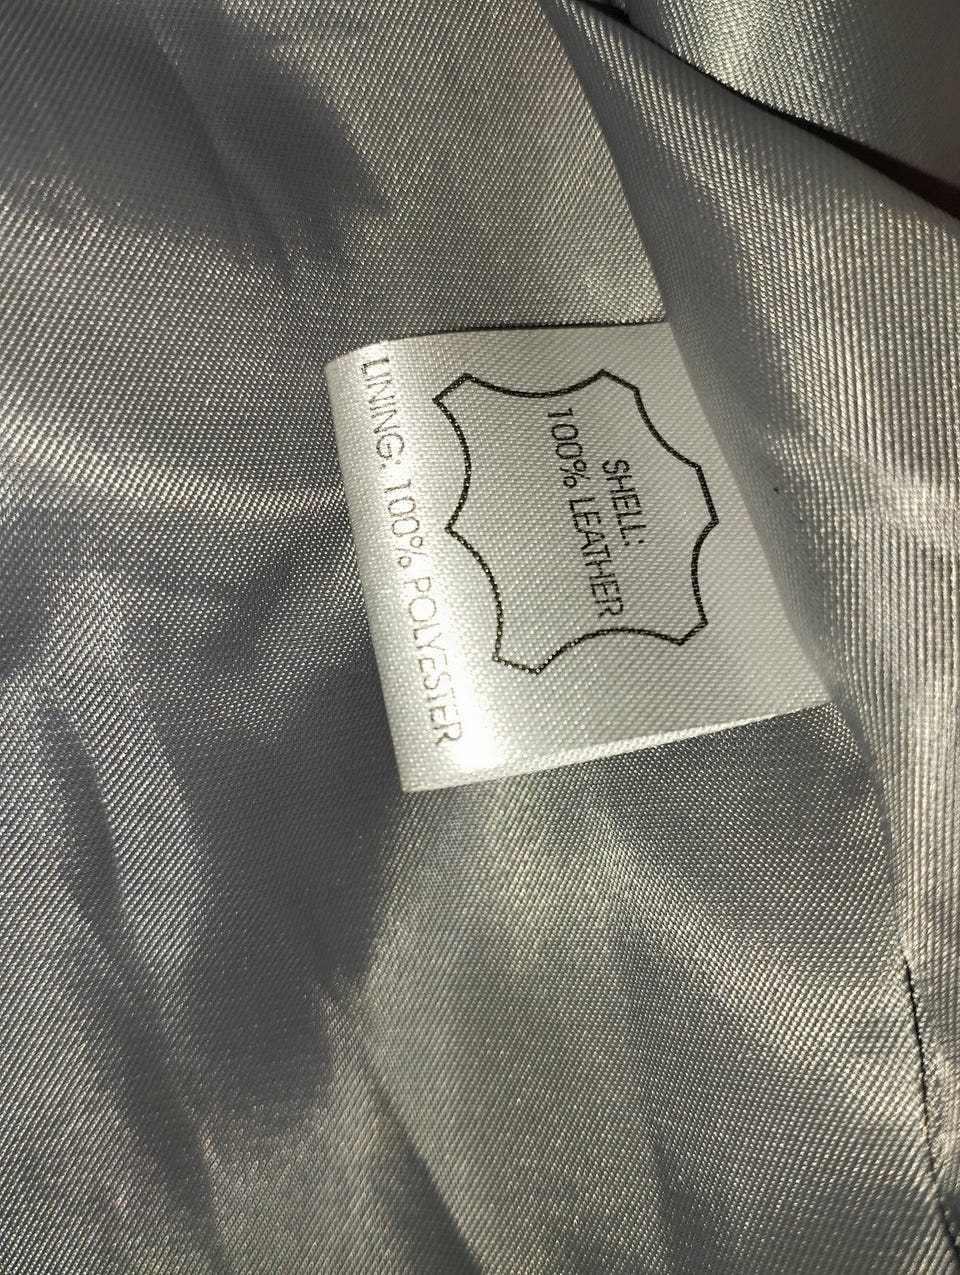 SHELL:
100% LEATHER
LINING: 100% POLYESTER